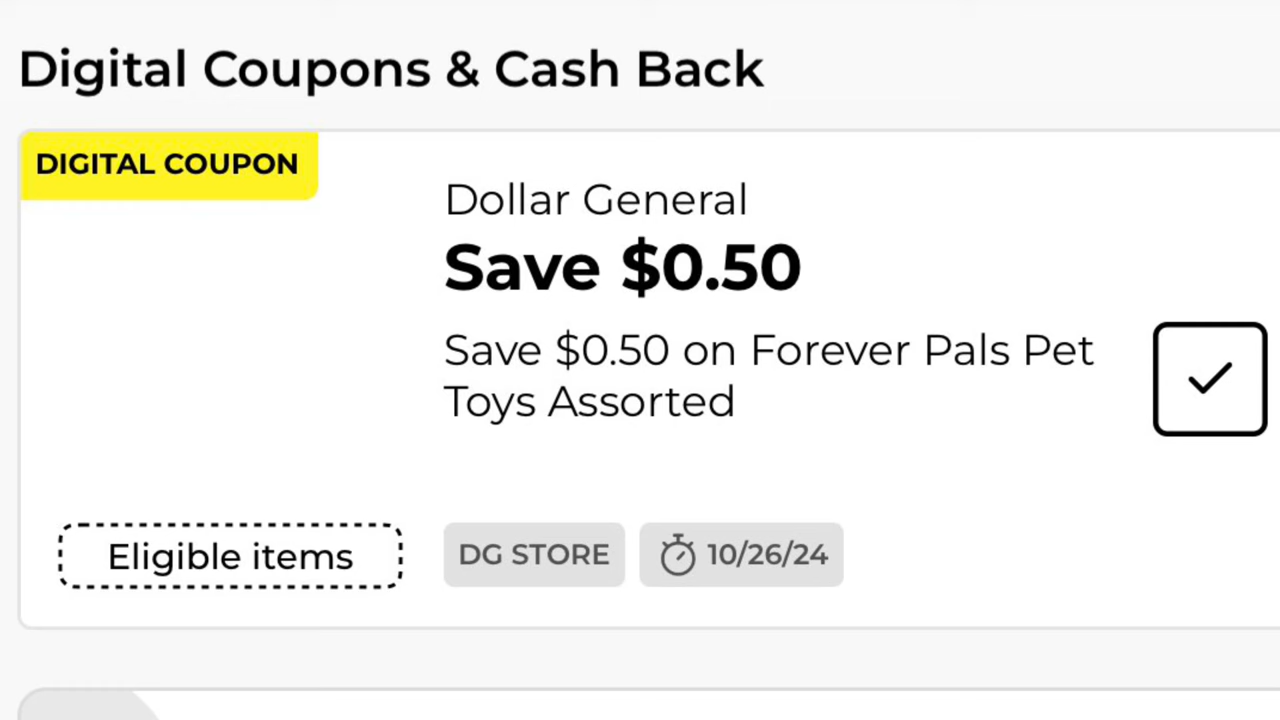 Digital Coupons & Cash Back
DIGITAL COUPON
Dollar General
Save $0.50
Save $0.50 on Forever Pals Pet
Toys Assorted
Eligible items
DG STORE
10/26/24